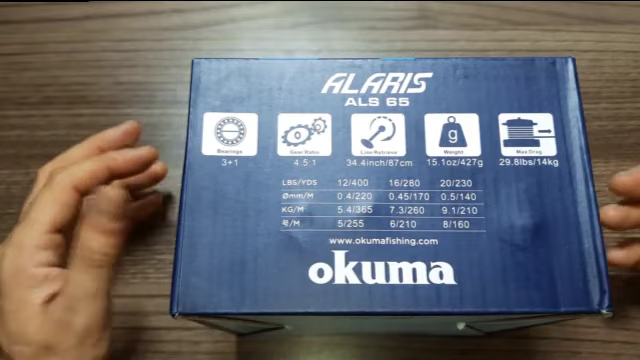 ALARIS
ALS 65
g
Bearings Gear Ratio Line Retrieve Weight Max Drag
3+1 4.5:1 34.4inch/87cm 15.1oz/427g 29.8lbs/14kg
LBS/YDS 12/400 16/280 20/230
Ømm/M 0.4/220 0.45/170 0.5/140
KG/M 5.4/365 7.3/260 9.1/210
号/M 5/255 6/210 8/160
www.okumafishing.com
okuma